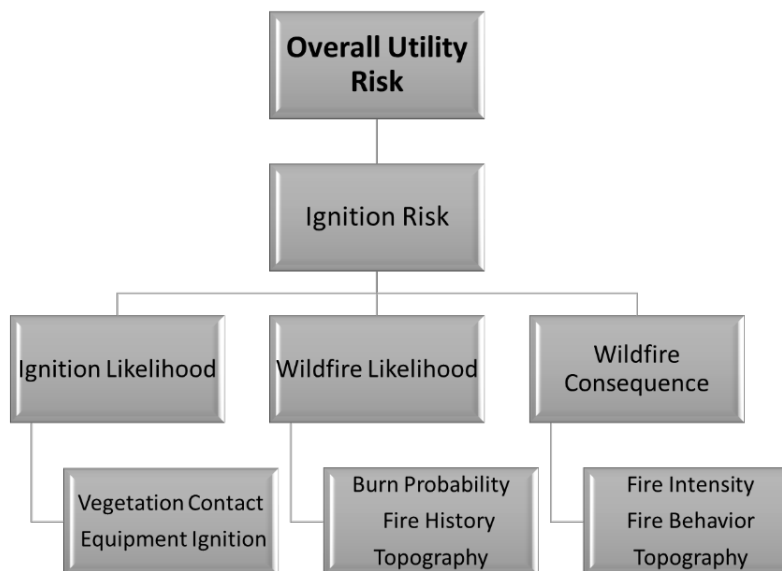 Overall Utility
Risk
Ignition Risk
Ignition Likelihood
Wildfire Likelihood
Wildfire
Consequence
Vegetation Contact
Equipment Ignition
Burn Probability
Fire History
Topography
Fire Intensity
Fire Behavior
Topography